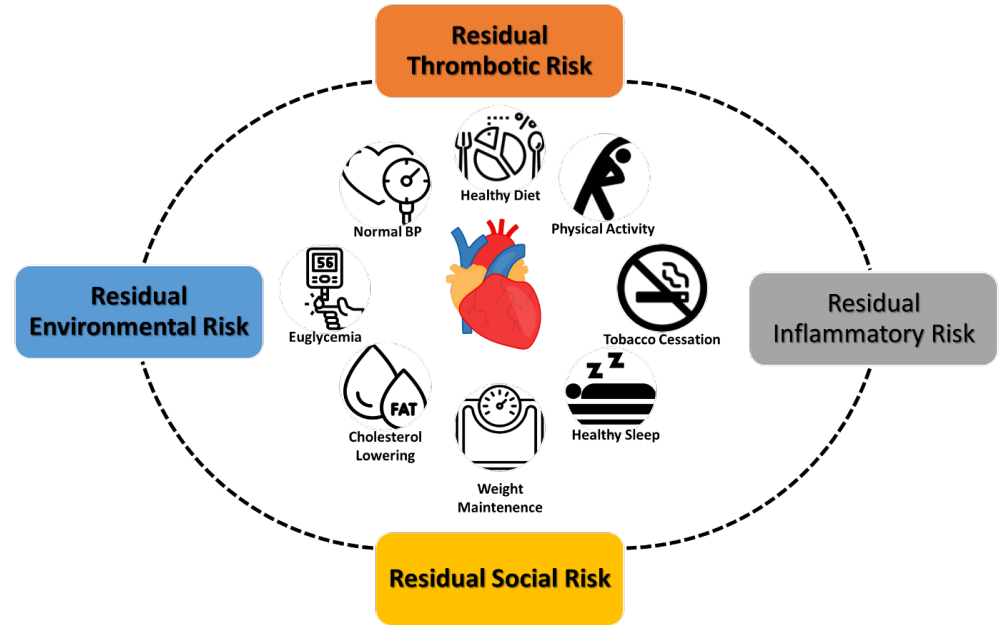 Residual
Thrombotic Risk
%
Healthy Diet
Physical Activity
Normal BP
Residual
Environmental Risk
56
Euglycemia
Tobacco Cessation
Residual
Inflammatory Risk
FAT
Cholesterol
Lowering
Z Z
Healthy Sleep
Weight
Maintenence
Residual Social Risk